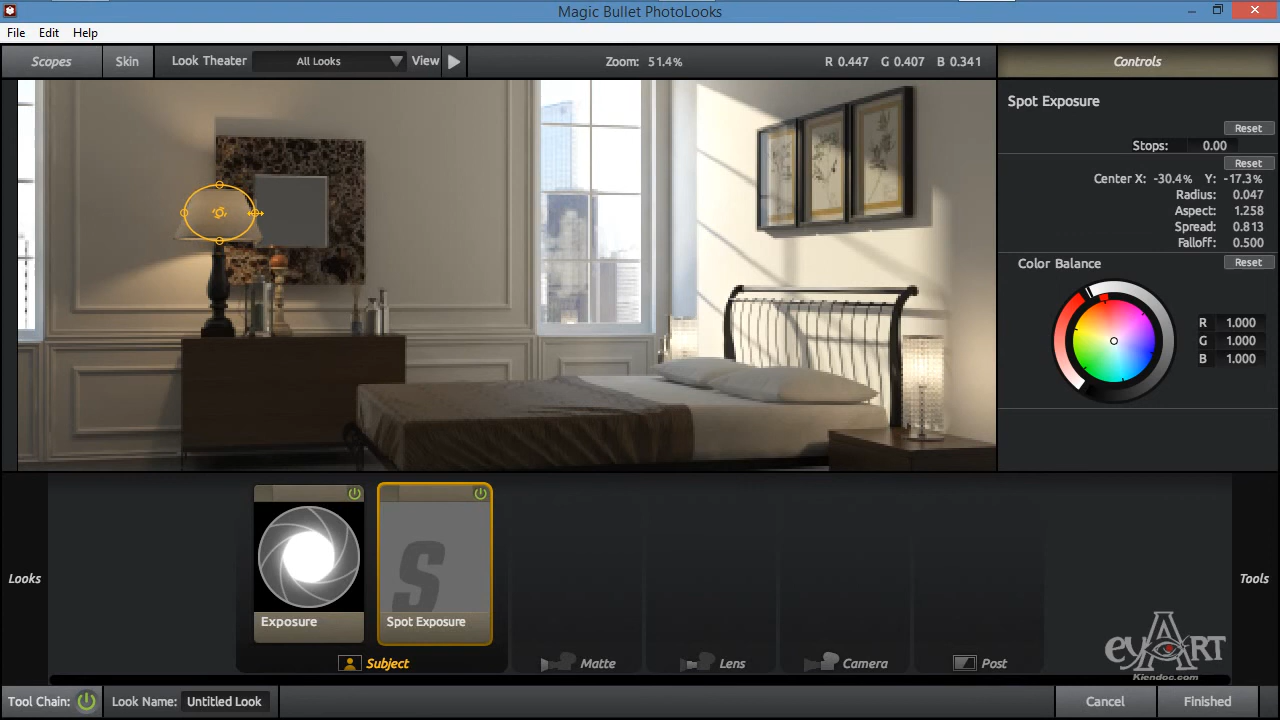 Magic Bullet PhotoLooks
File Edit Help
Scopes Skin Look Theater All Looks View Zoom: 51.4% R 0.447 G 0.407 B 0.341 Controls
Spot Exposure
Reset
Stops: 0.00
Reset
Center X: -30.4% Y: -17.3%
Radius: 0.047
Aspect: 1.258
Spread: 0.813
Falloff: 0.500
Color Balance Reset
R 1.000
G 1.000
B 1.000
Looks
S
Exposure Spot Exposure
Subject Matte Lens Camera Post
Tools
eyART
Kiendoc.com
Tool Chain: Look Name: Untitled Look Cancel Finished